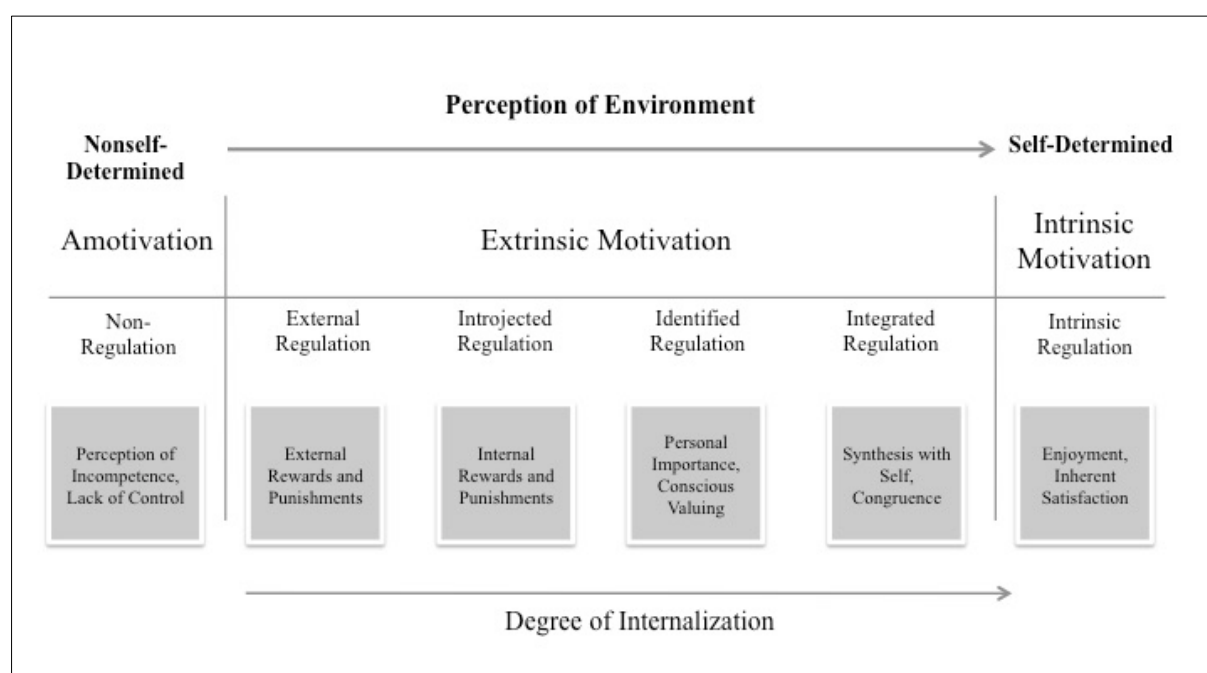 Perception of Environment
Nonself-
Determined
Self-Determined
Amotivation
Extrinsic Motivation
Intrinsic
Motivation
Non-
Regulation
External
Regulation
Introjected
Regulation
Identified
Regulation
Integrated
Regulation
Intrinsic
Regulation
Perception of
Incompetence,
Lack of Control
External
Rewards and
Punishments
Internal
Rewards and
Punishments
Personal
Importance,
Conscious
Valuing
Synthesis with
Self,
Congruence
Enjoyment,
Inherent
Satisfaction
Degree of Internalization